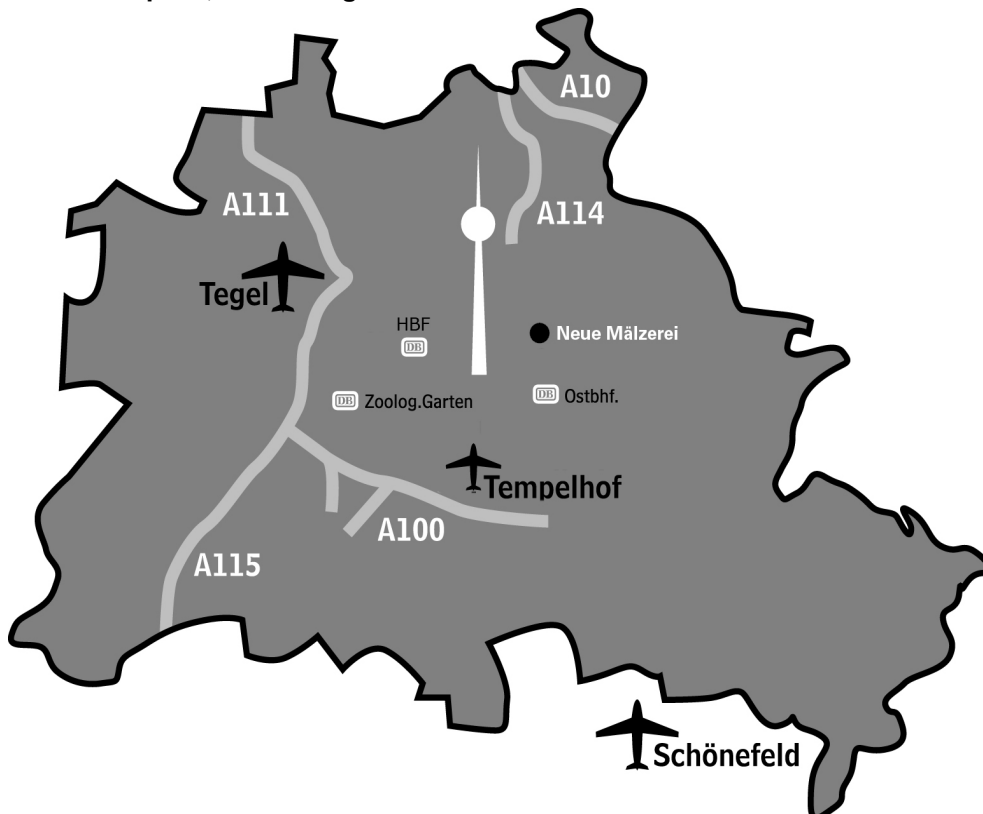 A10
A111
A114
Tegel
HBF
DB
Neue Mälzerei
DB Zoolog.Garten
DB Ostbhf.
Tempelhof
A100
A115
Schönefeld